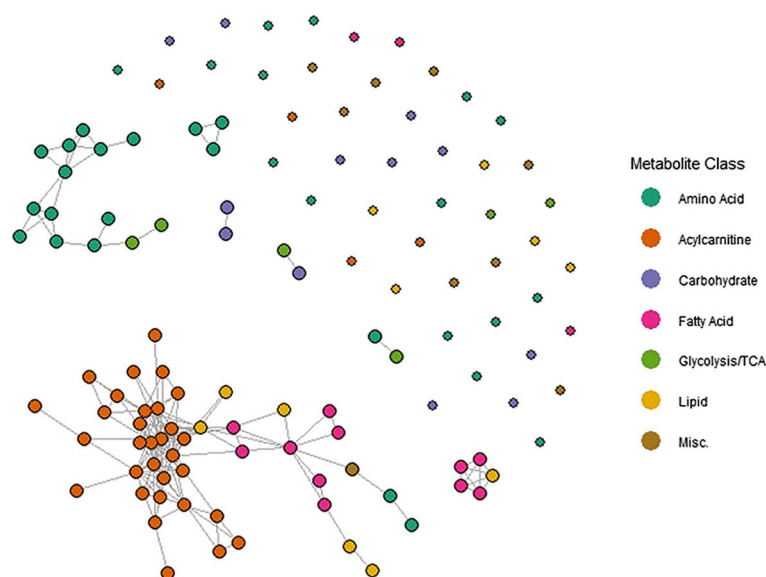 Metabolite Class
Amino Acid
Acylcarnitine
Carbohydrate
Fatty Acid
Glycolysis/TCA
Lipid
Misc.